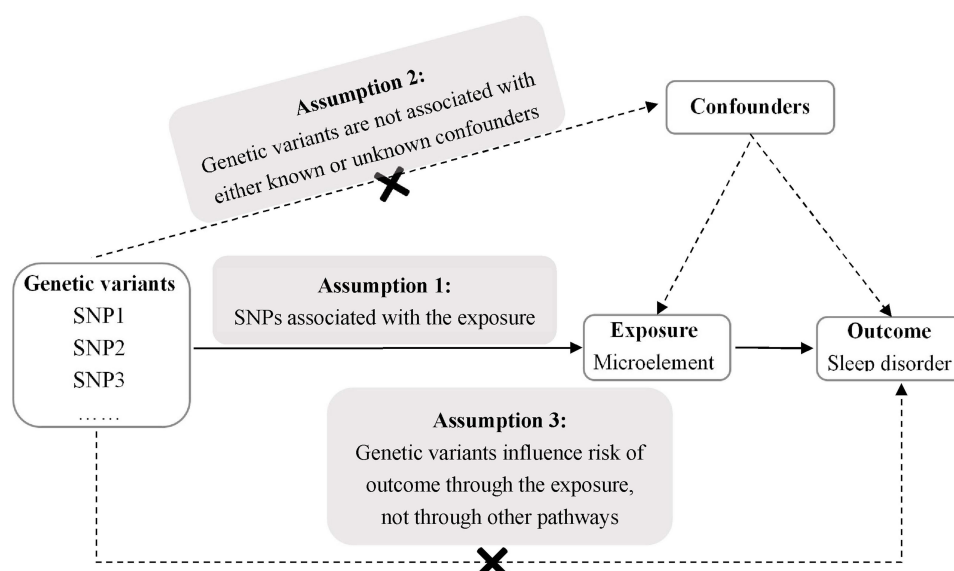 Assumption 2:
Genetic variants are not associated with
either known or unknown confounders
Confounders
Genetic variants
SNP1
SNP2
SNP3
……
Assumption 1:
SNPs associated with the exposure
Exposure
Microelement
Outcome
Sleep disorder
Assumption 3:
Genetic variants influence risk of
outcome through the exposure,
not through other pathways